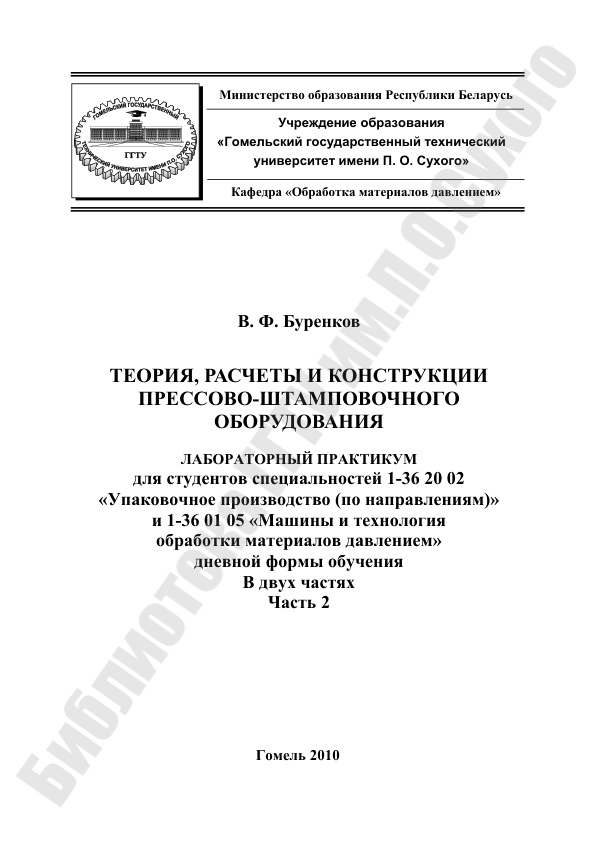 Министерство образования Республики Беларусь
Учреждение образования
«Гомельский государственный технический
университет имени П. О. Сухого»
Кафедра «Обработка материалов давлением»
ГОМЕЛЬСКИЙ ГОСУДАРСТВЕННЫЙ
ТЕХНИЧЕСКИЙ УНИВЕРСИТЕТ ИМЕНИ П.О. СУХОГО
ГГТУ
В. Ф. Буренков
ТЕОРИЯ, РАСЧЕТЫ И КОНСТРУКЦИИ
ПРЕССОВО-ШТАМПОВОЧНОГО
ОБОРУДОВАНИЯ
ЛАБОРАТОРНЫЙ ПРАКТИКУМ
для студентов специальностей 1-36 20 02
«Упаковочное производство (по направлениям)»
и 1-36 01 05 «Машины и технология
обработки материалов давлением»
дневной формы обучения
В двух частях
Часть 2
Гомель 2010
Библиотека ГГТУ им.П.О.Сухого